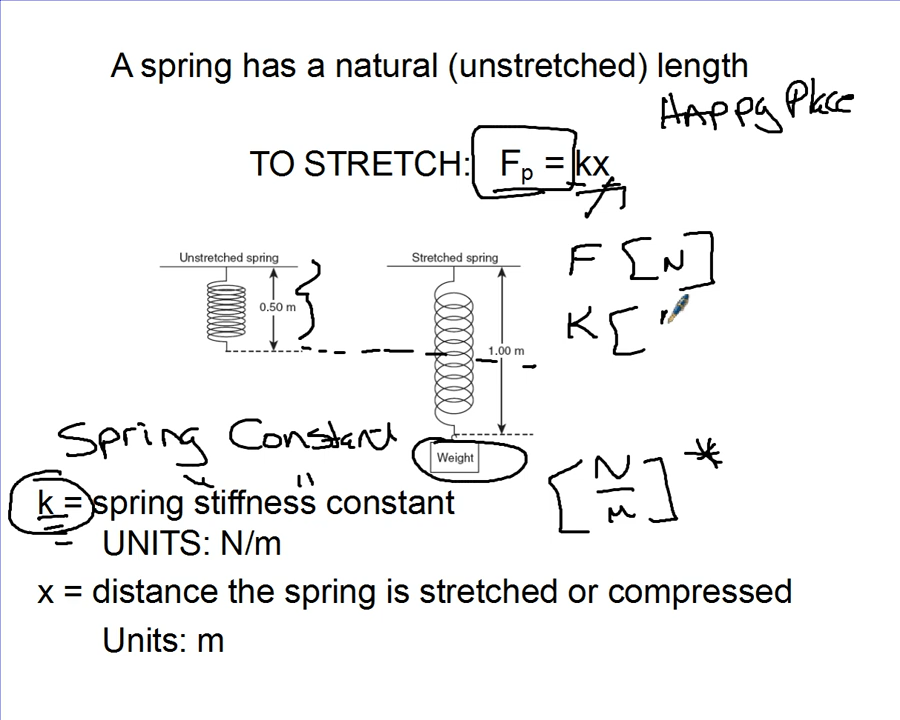 A spring has a natural (unstretched) length
HAPPy Place
TO STRETCH: Fp = kx
Unstretched spring
Stretched spring
F [N]
0.50 m
K [
1.00 m
Spring Constant
Weight
k = spring stiffness constant
[N/m]*
UNITS: N/m
x = distance the spring is stretched or compressed
Units: m